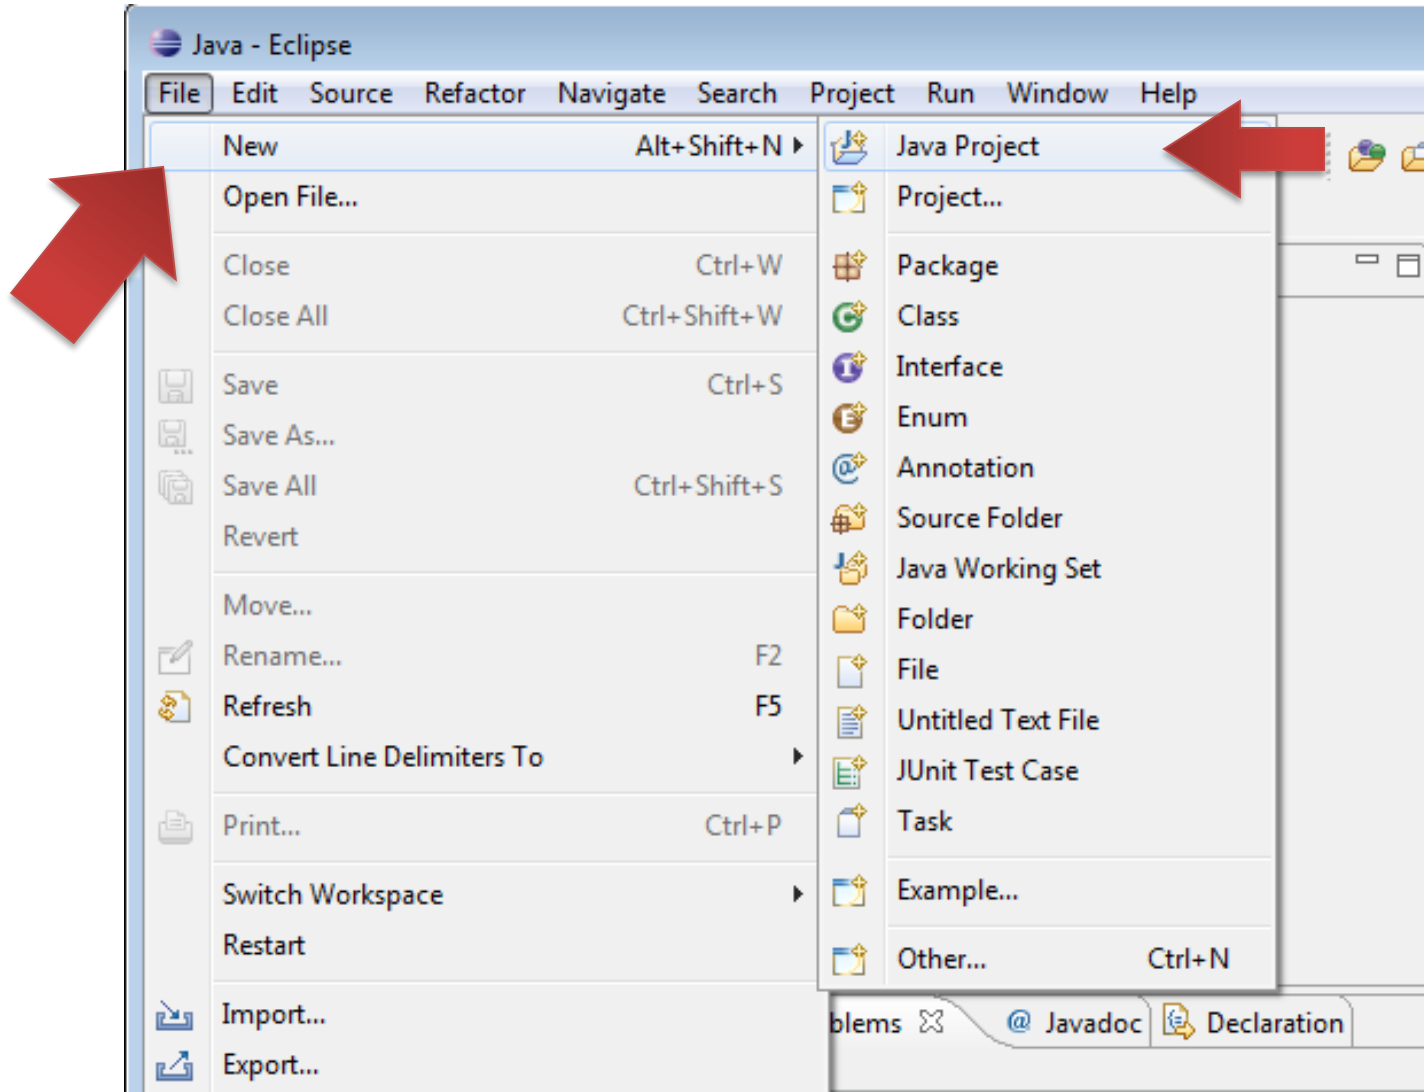 Java - Eclipse
File Edit Source Refactor Navigate Search Project Run Window Help
New Alt+Shift+N
Open File...
Close Ctrl+W
Close All Ctrl+Shift+W
Save Ctrl+S
Save As...
Save All Ctrl+Shift+S
Revert
Move...
Rename... F2
Refresh F5
Convert Line Delimiters To
Print... Ctrl+P
Switch Workspace
Restart
Import...
Export...
Java Project
Project...
Package
Class
Interface
Enum
Annotation
Source Folder
Java Working Set
Folder
File
Untitled Text File
JUnit Test Case
Task
Example...
Other... Ctrl+N
blems @ Javadoc Declaration